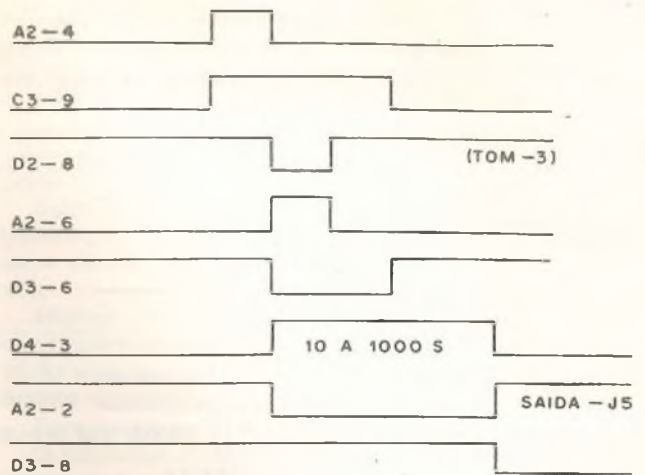 A2-4
C3-9
D2-8
(TOM-3)
A2-6
D3-6
D4-3
10 A 1000 S
A2-2
SAIDA-J5
D3-8